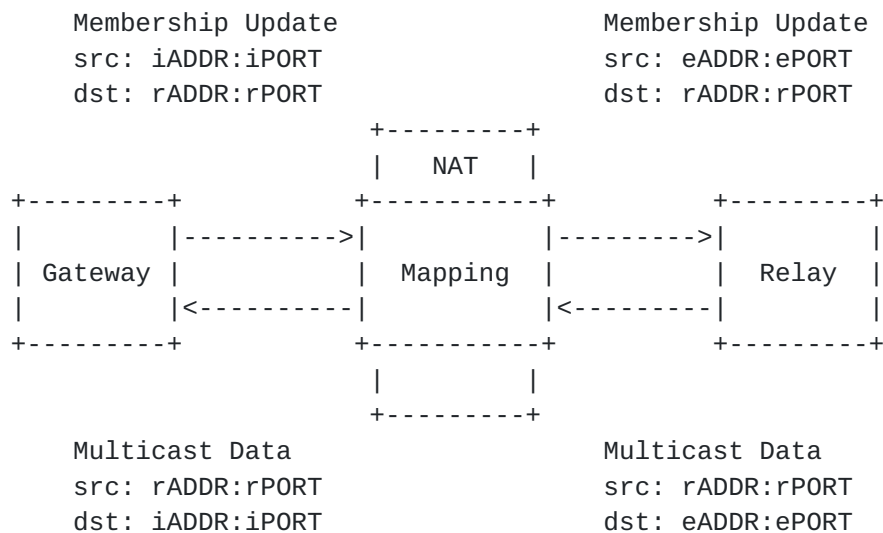 Membership Update Membership Update
src: iADDR:iPORT src: eADDR:ePORT
dst: rADDR:rPORT dst: rADDR:rPORT
NAT
Gateway Mapping Relay
Multicast Data Multicast Data
src: rADDR:rPORT src: rADDR:rPORT
dst: iADDR:iPORT dst: eADDR:ePORT